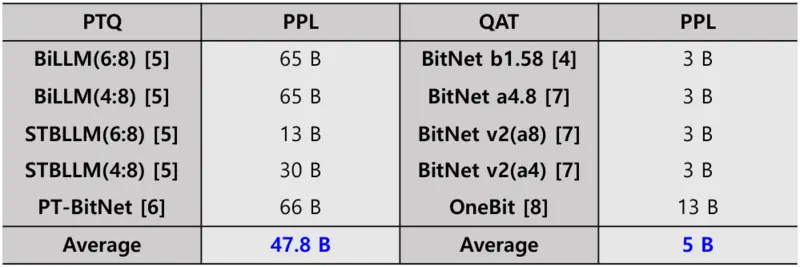 PTQ PPL QAT PPL
BiLLM(6:8) [5] 65 B BitNet b1.58 [4] 3 B
BiLLM(4:8) [5] 65 B BitNet a4.8 [7] 3 B
STBLLM(6:8) [5] 13 B BitNet v2(a8) [7] 3 B
STBLLM(4:8) [5] 30 B BitNet v2(a4) [7] 3 B
PT-BitNet [6] 66 B OneBit [8] 13 B
Average 47.8 B Average 5 B